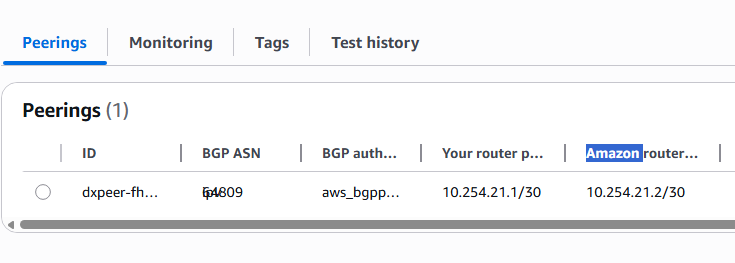 Peerings Monitoring Tags Test history
Peerings (1)
ID BGP ASN BGP auth... Your router p... Amazon router...
dxpeer-fh... 64809 aws_bgpp... 10.254.21.1/30 10.254.21.2/30